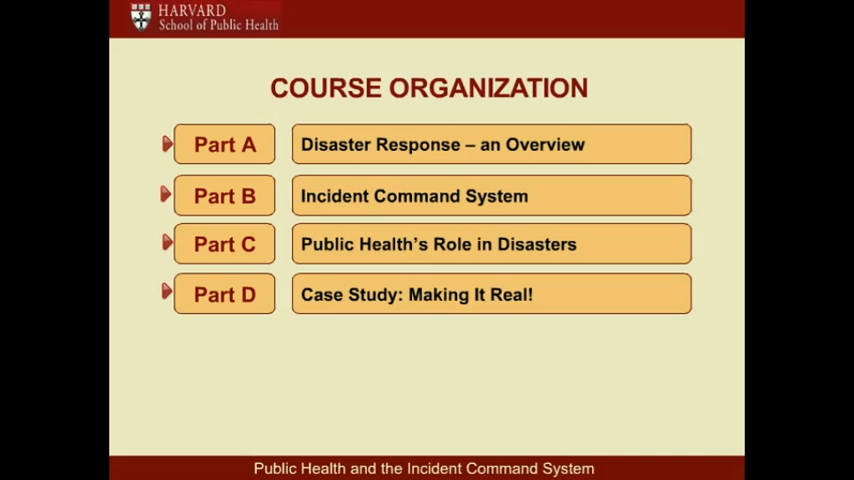 HARVARD
School of Public Health
COURSE ORGANIZATION
Part A Disaster Response – an Overview
Part B Incident Command System
Part C Public Health’s Role in Disasters
Part D Case Study: Making It Real!
Public Health and the Incident Command System